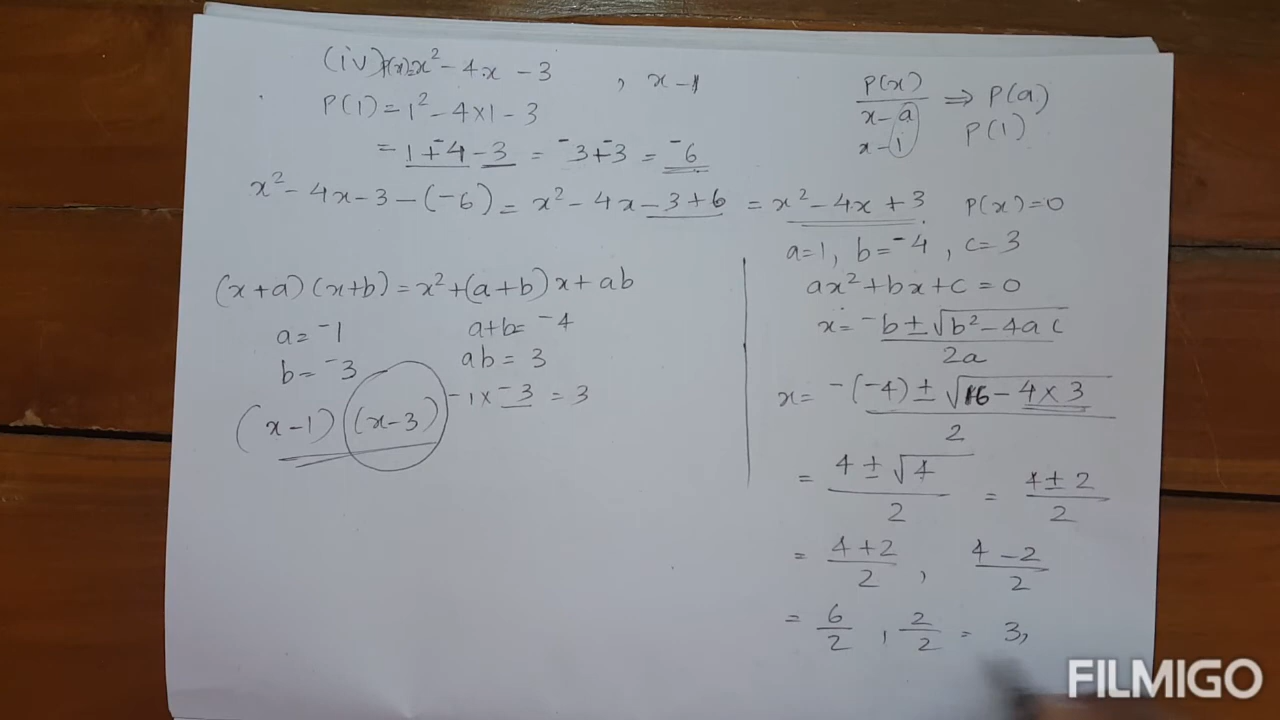 (iv) P(x)=x² - 4x - 3 , x-1
P(1) = 1² - 4×1 - 3
= 1 + ⁻4 - 3 = ⁻3 + ⁻3 = ⁻6
x² - 4x - 3 - (-6) = x² - 4x - 3 + 6 = x² - 4x + 3
(x+a) (x+b) = x² + (a+b) x + ab
a = ⁻1 a+b = ⁻4
b = ⁻3 ab = 3
⁻1 × ⁻3 = 3
(x-1) (x-3)
P(x)/(x-a) ⇒ P(a)
x-1 P(1)
P(x)=0
a=1, b=⁻4, c=3
ax² + bx + c = 0
x = (⁻b ± √(b² - 4ac))/2a
x = (⁻(-4) ± √(16 - 4×3))/2
= (4 ± √4)/2 = (4 ± 2)/2
= (4+2)/2 , (4-2)/2
= 6/2 , 2/2 = 3,
FILMIGO